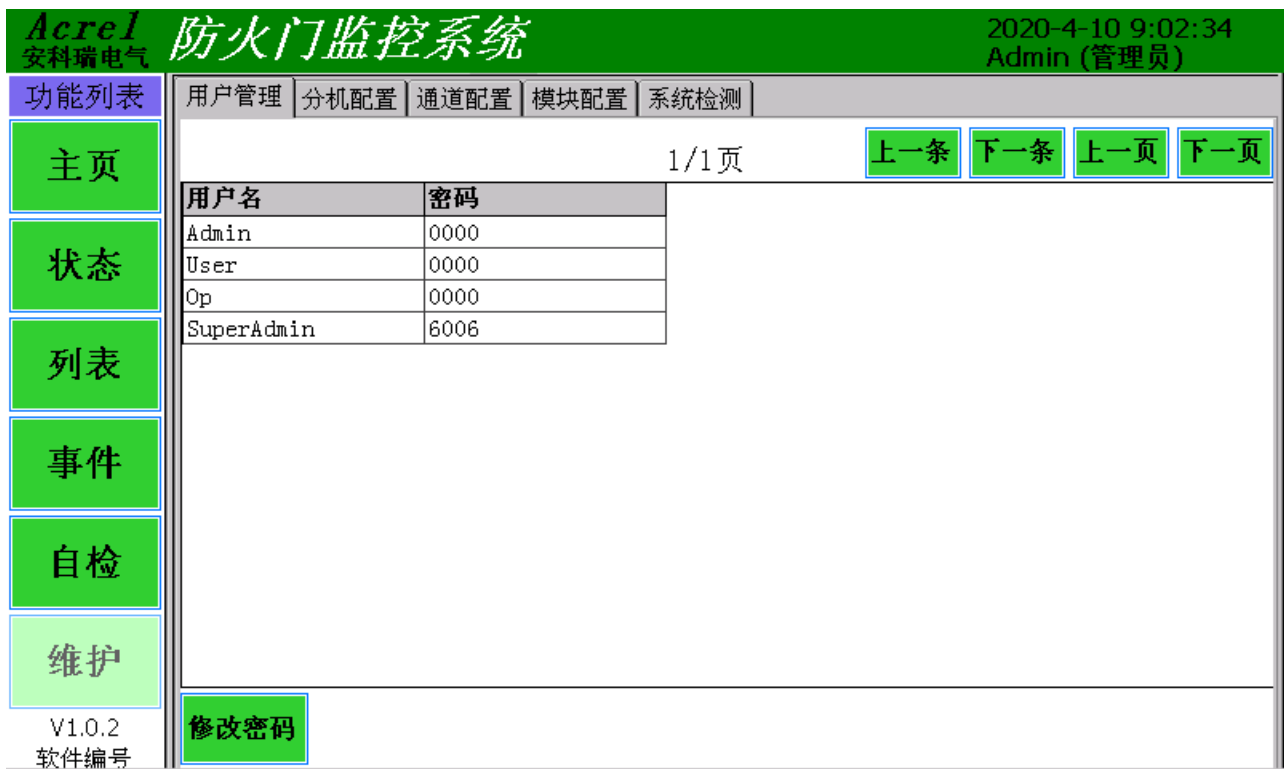 Acrel
安科瑞电气
防火门监控系统
2020-4-10 9:02:34
Admin (管理员)
功能列表
主页
状态
列表
事件
自检
维护
V1.0.2
软件编号
用户管理 分机配置 通道配置 模块配置 系统检测
1/1页 上一条 下一条 上一页 下一页
用户名 密码
Admin 0000
User 0000
Op 0000
SuperAdmin 6006
修改密码